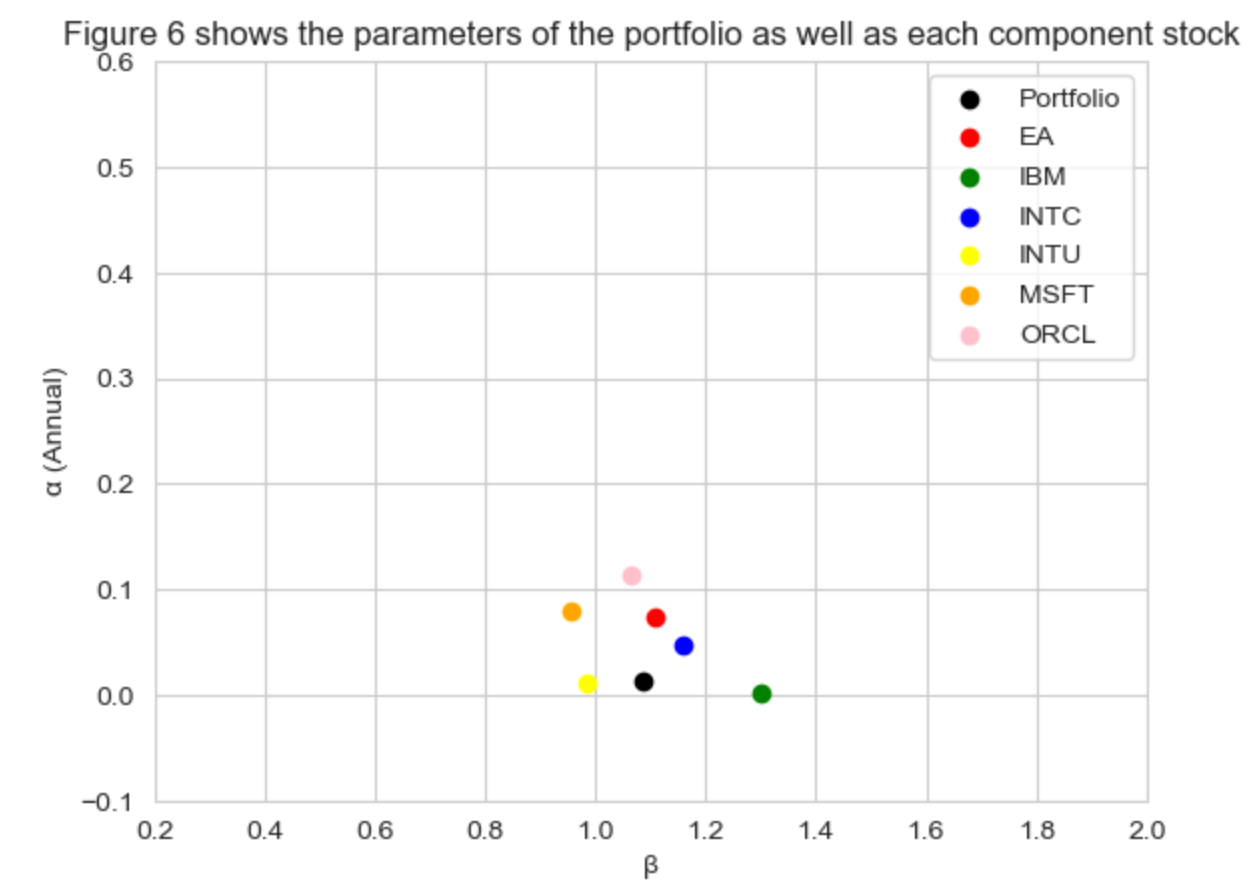 Figure 6 shows the parameters of the portfolio as well as each component stock
0.6
0.5
0.4
0.3
0.2
0.1
0.0
−0.1
α (Annual)
Portfolio
EA
IBM
INTC
INTU
MSFT
ORCL
0.2 0.4 0.6 0.8 1.0 1.2 1.4 1.6 1.8 2.0
β